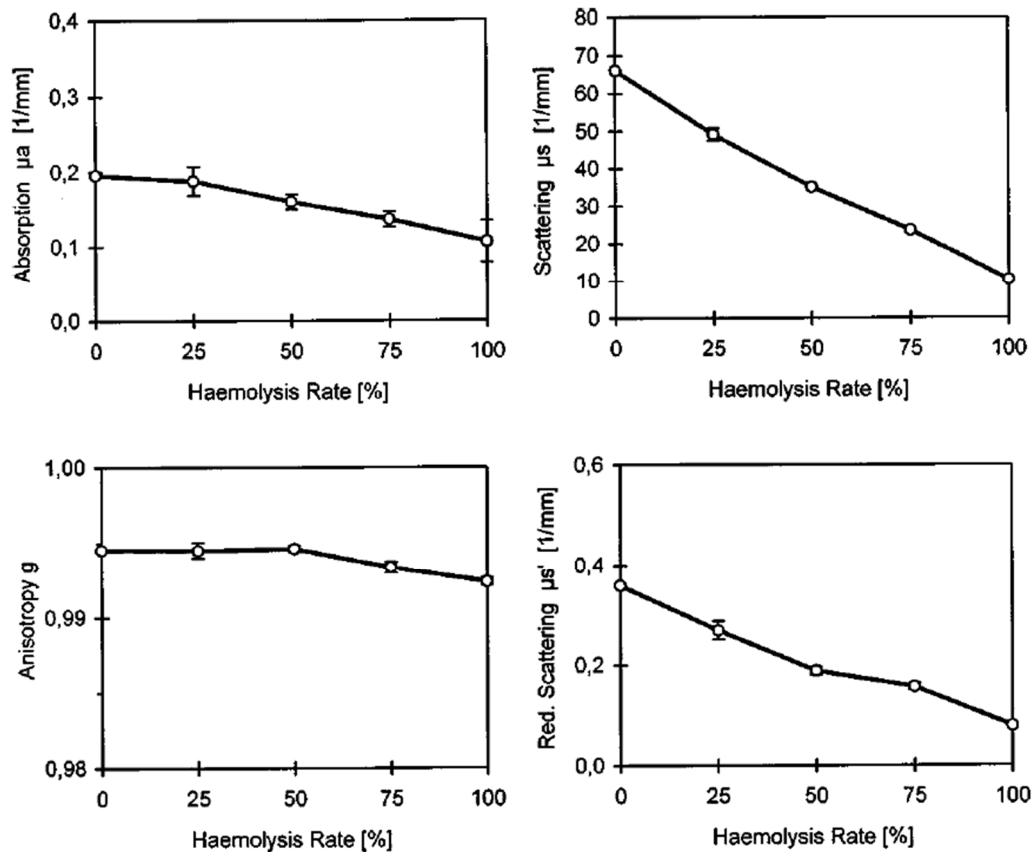 Absorption µa [1/mm]
0,4
0,3
0,2
0,1
0,0
0 25 50 75 100
Haemolysis Rate [%]
Scattering µs [1/mm]
80
70
60
50
40
30
20
10
0
0 25 50 75 100
Haemolysis Rate [%]
Anisotropy g
1,00
0,99
0,98
0 25 50 75 100
Haemolysis Rate [%]
Red. Scattering µs' [1/mm]
0,6
0,4
0,2
0,0
0 25 50 75 100
Haemolysis Rate [%]